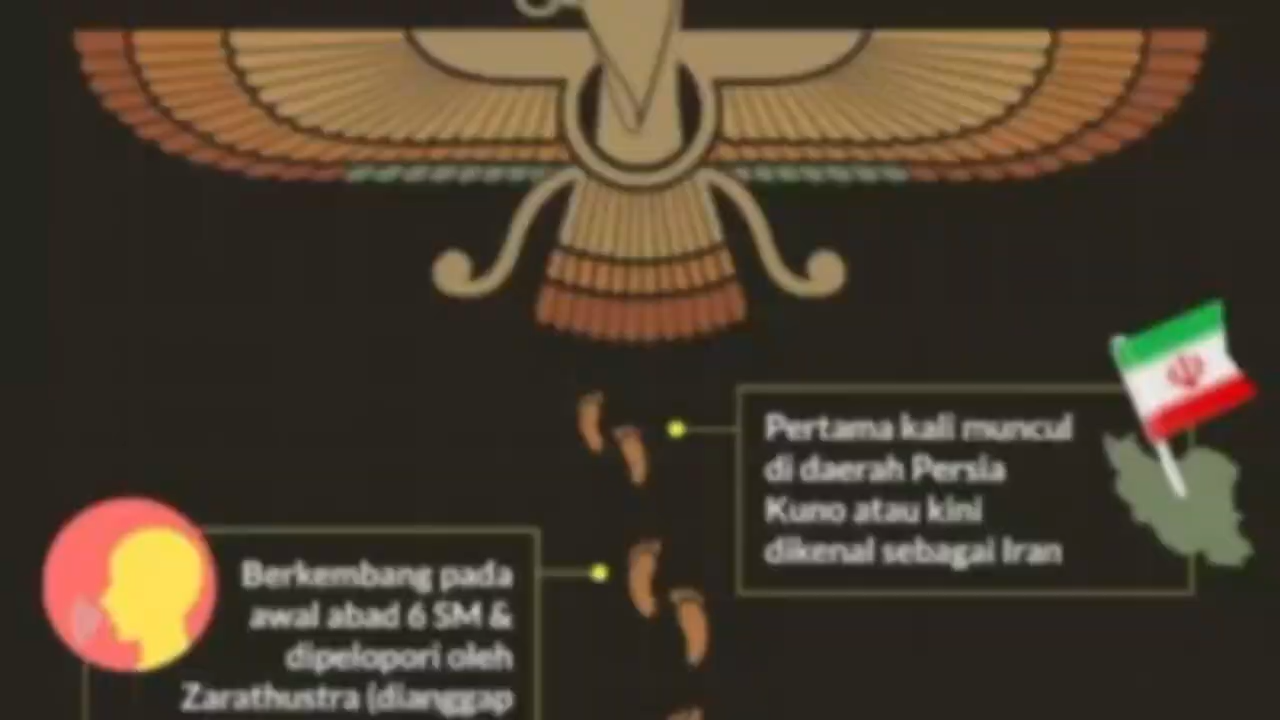 Pertama kali muncul
di daerah Persia
Kuno atau kini
dikenal sebagai Iran
Berkembang pada
awal abad 6 SM &
dipelopori oleh
Zarathustra (dianggap